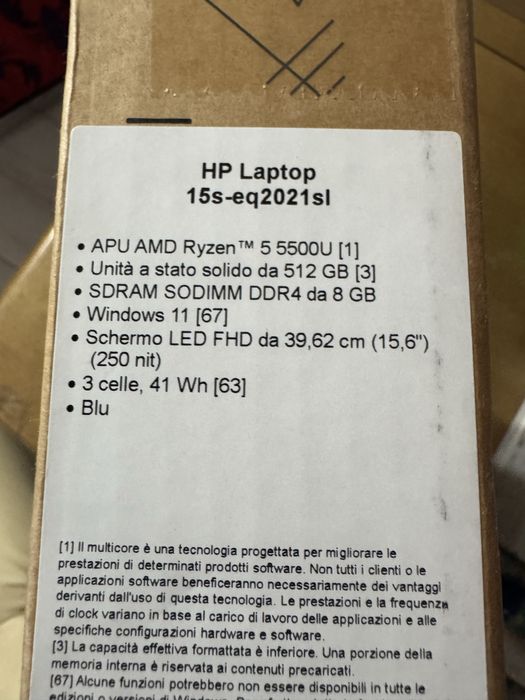 HP Laptop
15s-eq2021sl
• APU AMD Ryzen™ 5 5500U [1]
• Unità a stato solido da 512 GB [3]
• SDRAM SODIMM DDR4 da 8 GB
• Windows 11 [67]
• Schermo LED FHD da 39,62 cm (15,6")
(250 nit)
• 3 celle, 41 Wh [63]
• Blu
[1] Il multicore è una tecnologia progettata per migliorare le
prestazioni di determinati prodotti software. Non tutti i clienti o le
applicazioni software beneficeranno necessariamente dei vantaggi
derivanti dall'uso di questa tecnologia. Le prestazioni e la frequenza
di clock variano in base al carico di lavoro delle applicazioni e alle
specifiche configurazioni hardware e software.
[3] La capacità effettiva formattata è inferiore. Una porzione della
memoria interna è riservata ai contenuti precaricati.
[67] Alcune funzioni potrebbero non essere disponibili in tutte le
edizioni o versioni di Windows.